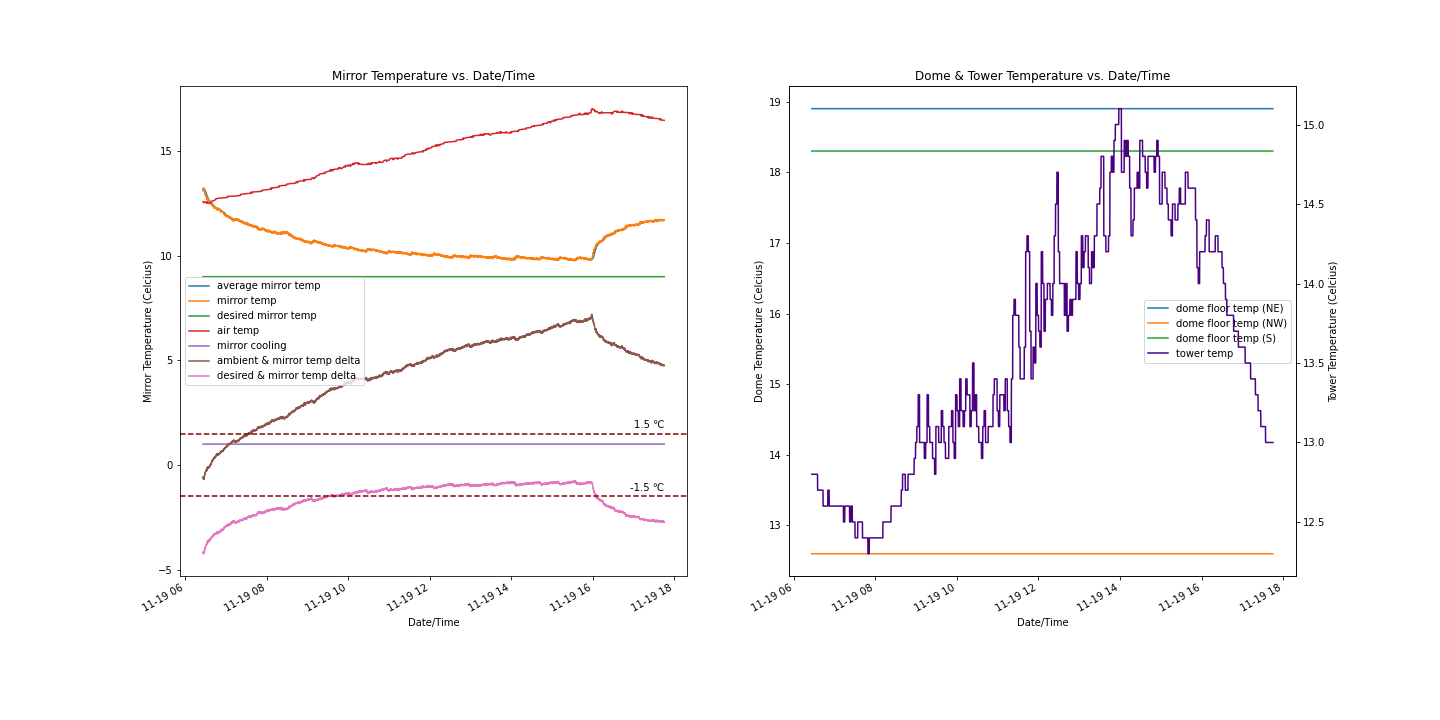 Mirror Temperature vs. Date/Time
Mirror Temperature (Celcius)
15
10
5
0
−5
average mirror temp
mirror temp
desired mirror temp
air temp
mirror cooling
ambient & mirror temp delta
desired & mirror temp delta
1.5 °C
-1.5 °C
11-19 06
11-19 08
11-19 10
11-19 12
11-19 14
11-19 16
11-19 18
Date/Time
Dome & Tower Temperature vs. Date/Time
Dome Temperature (Celcius)
19
18
17
16
15
14
13
dome floor temp (NE)
dome floor temp (NW)
dome floor temp (S)
tower temp
15.0
14.5
14.0
13.5
13.0
12.5
Tower Temperature (Celcius)
11-19 06
11-19 08
11-19 10
11-19 12
11-19 14
11-19 16
11-19 18
Date/Time